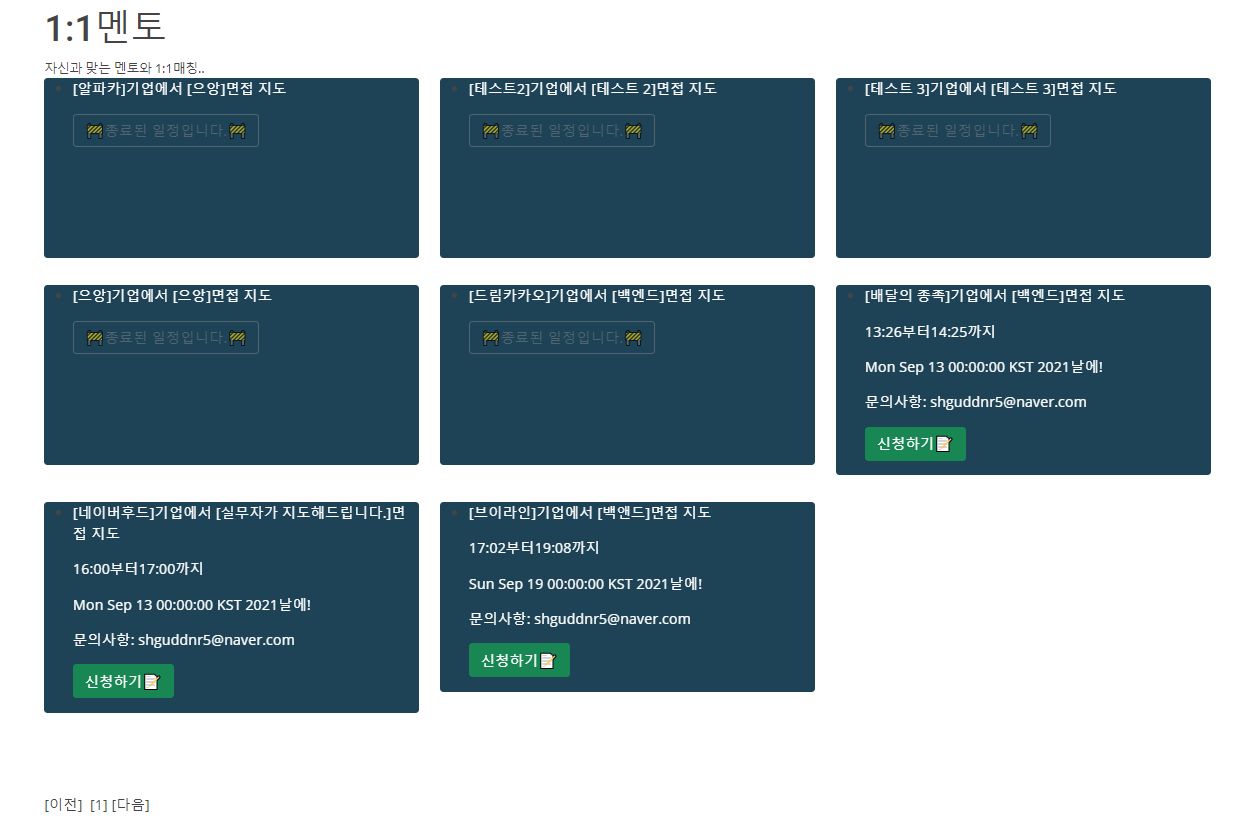 1:1멘토
자신과 맞는 멘토와 1:1매칭..
[알파카]기업에서 [으앙]면접 지도
🚧종료된 일정입니다.🚧
[테스트2]기업에서 [테스트 2]면접 지도
🚧종료된 일정입니다.🚧
[테스트 3]기업에서 [테스트 3]면접 지도
🚧종료된 일정입니다.🚧
[으앙]기업에서 [으앙]면접 지도
🚧종료된 일정입니다.🚧
[드림카카오]기업에서 [백엔드]면접 지도
🚧종료된 일정입니다.🚧
[배달의 종족]기업에서 [백엔드]면접 지도
13:26부터14:25까지
Mon Sep 13 00:00:00 KST 2021날에!
문의사항: shguddnr5@naver.com
신청하기📝
[네이버후드]기업에서 [실무자가 지도해드립니다.]면
접 지도
16:00부터17:00까지
Mon Sep 13 00:00:00 KST 2021날에!
문의사항: shguddnr5@naver.com
신청하기📝
[브이라인]기업에서 [백앤드]면접 지도
17:02부터19:08까지
Sun Sep 19 00:00:00 KST 2021날에!
문의사항: shguddnr5@naver.com
신청하기📝
[이전] [1] [다음]